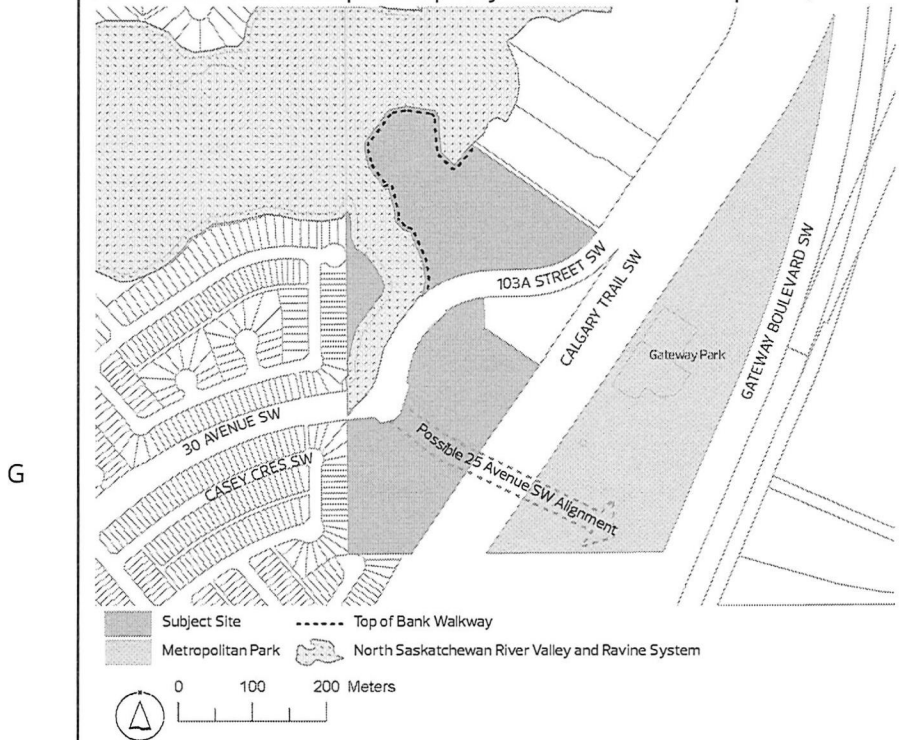 103A STREET SW
CALGARY TRAIL SW
GATEWAY BOULEVARD SW
Gateway Park
30 AVENUE SW
CASEY CRES SW
Possible 25 Avenue SW Alignment
G
Subject Site
Top of Bank Walkway
Metropolitan Park
North Saskatchewan River Valley and Ravine System
0 100 200 Meters